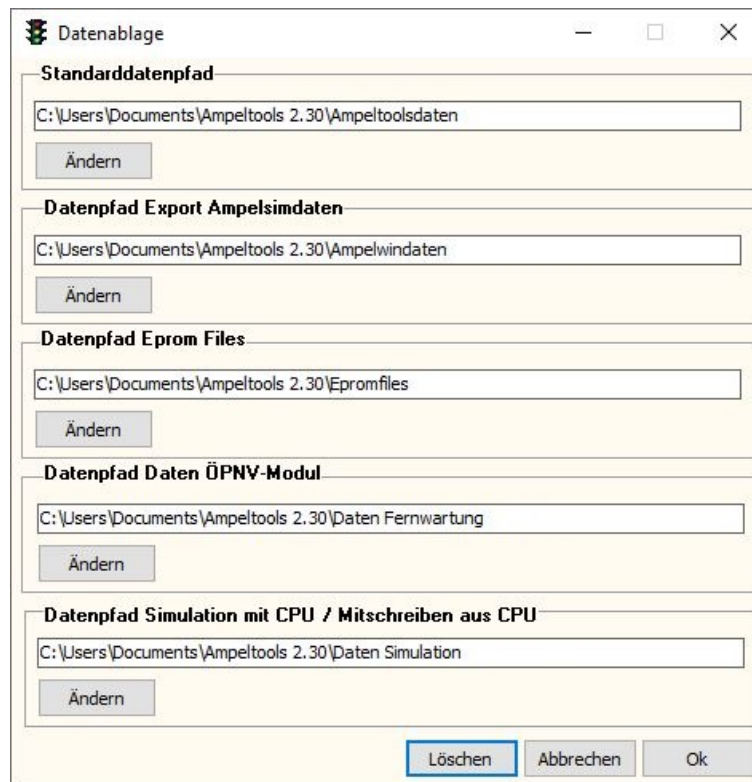 Datenablage
Standarddatenpfad
C:\Users\Documents\Ampeltools 2.30\Ampeltoolsdaten
Ändern
Datenpfad Export Ampelsimdaten
C:\Users\Documents\Ampeltools 2.30\Ampelwindaten
Ändern
Datenpfad Eprom Files
C:\Users\Documents\Ampeltools 2.30\Epromfiles
Ändern
Datenpfad Daten ÖPNV-Modul
C:\Users\Documents\Ampeltools 2.30\Daten Fernwartung
Ändern
Datenpfad Simulation mit CPU / Mitschreiben aus CPU
C:\Users\Documents\Ampeltools 2.30\Daten Simulation
Ändern
Löschen Abbrechen Ok